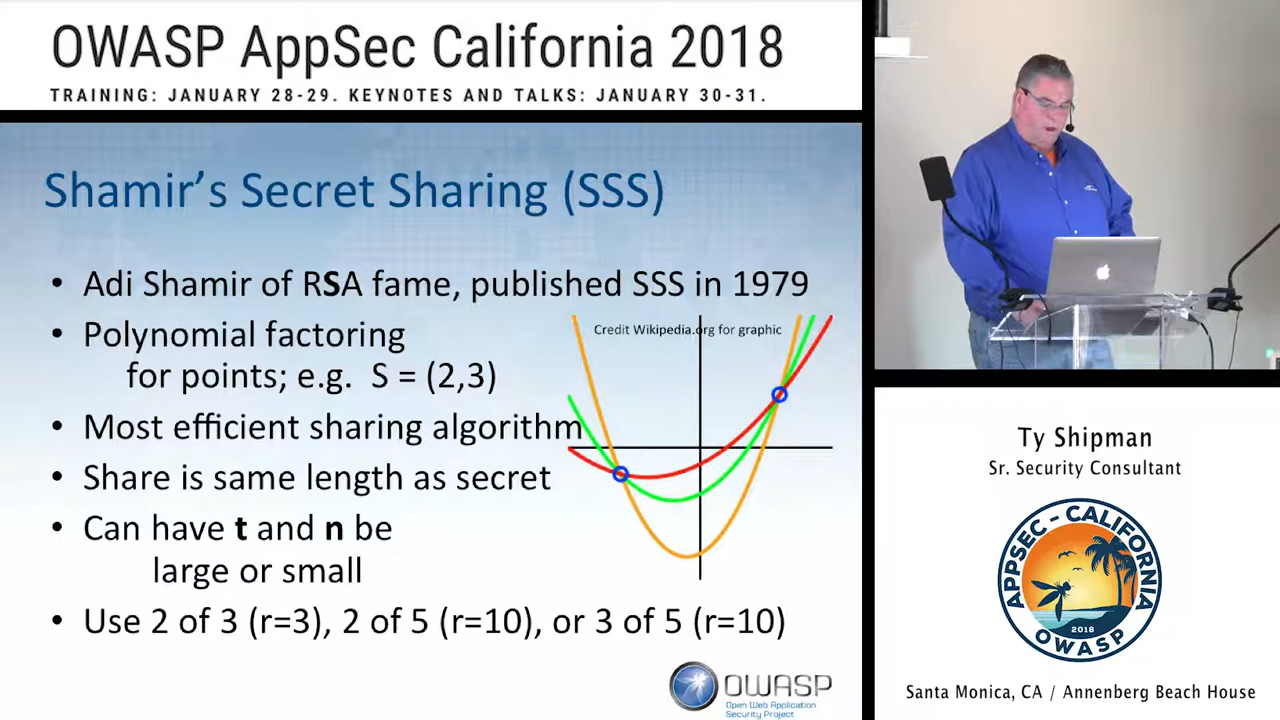 OWASP AppSec California 2018
TRAINING: JANUARY 28-29. KEYNOTES AND TALKS: JANUARY 30-31.
Shamir’s Secret Sharing (SSS)
• Adi Shamir of RSA fame, published SSS in 1979
• Polynomial factoring
for points; e.g. S = (2,3)
Credit Wikipedia.org for graphic
• Most efficient sharing algorithm
• Share is same length as secret
• Can have t and n be
large or small
• Use 2 of 3 (r=3), 2 of 5 (r=10), or 3 of 5 (r=10)
OWASP
Open Web Application
Security Project
Ty Shipman
Sr. Security Consultant
APPSEC - CALIFORNIA
2018
OWASP
Santa Monica, CA / Annenberg Beach House